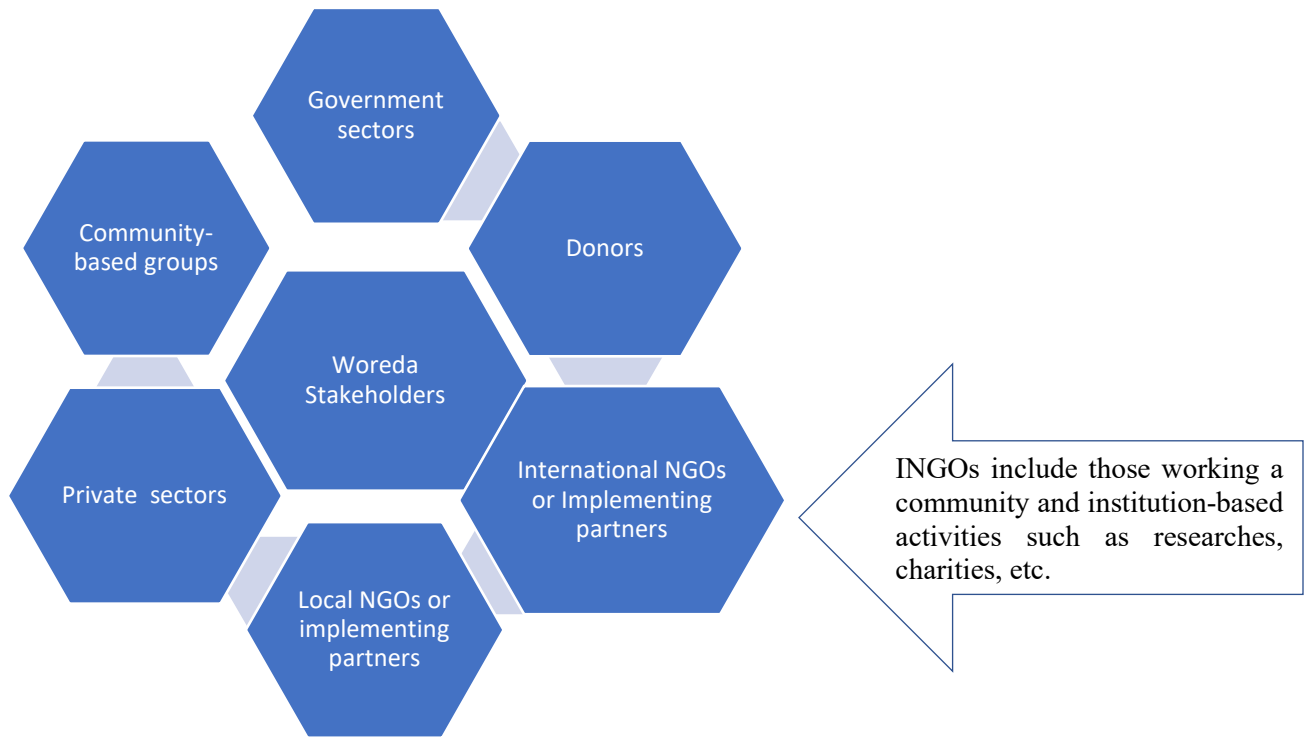 Government
sectors
Community-
based groups
Donors
Woreda
Stakeholders
Private sectors
International NGOs
or Implementing
partners
Local NGOs or
implementing
partners
INGOs include those working a
community and institution-based
activities such as researches,
charities, etc.